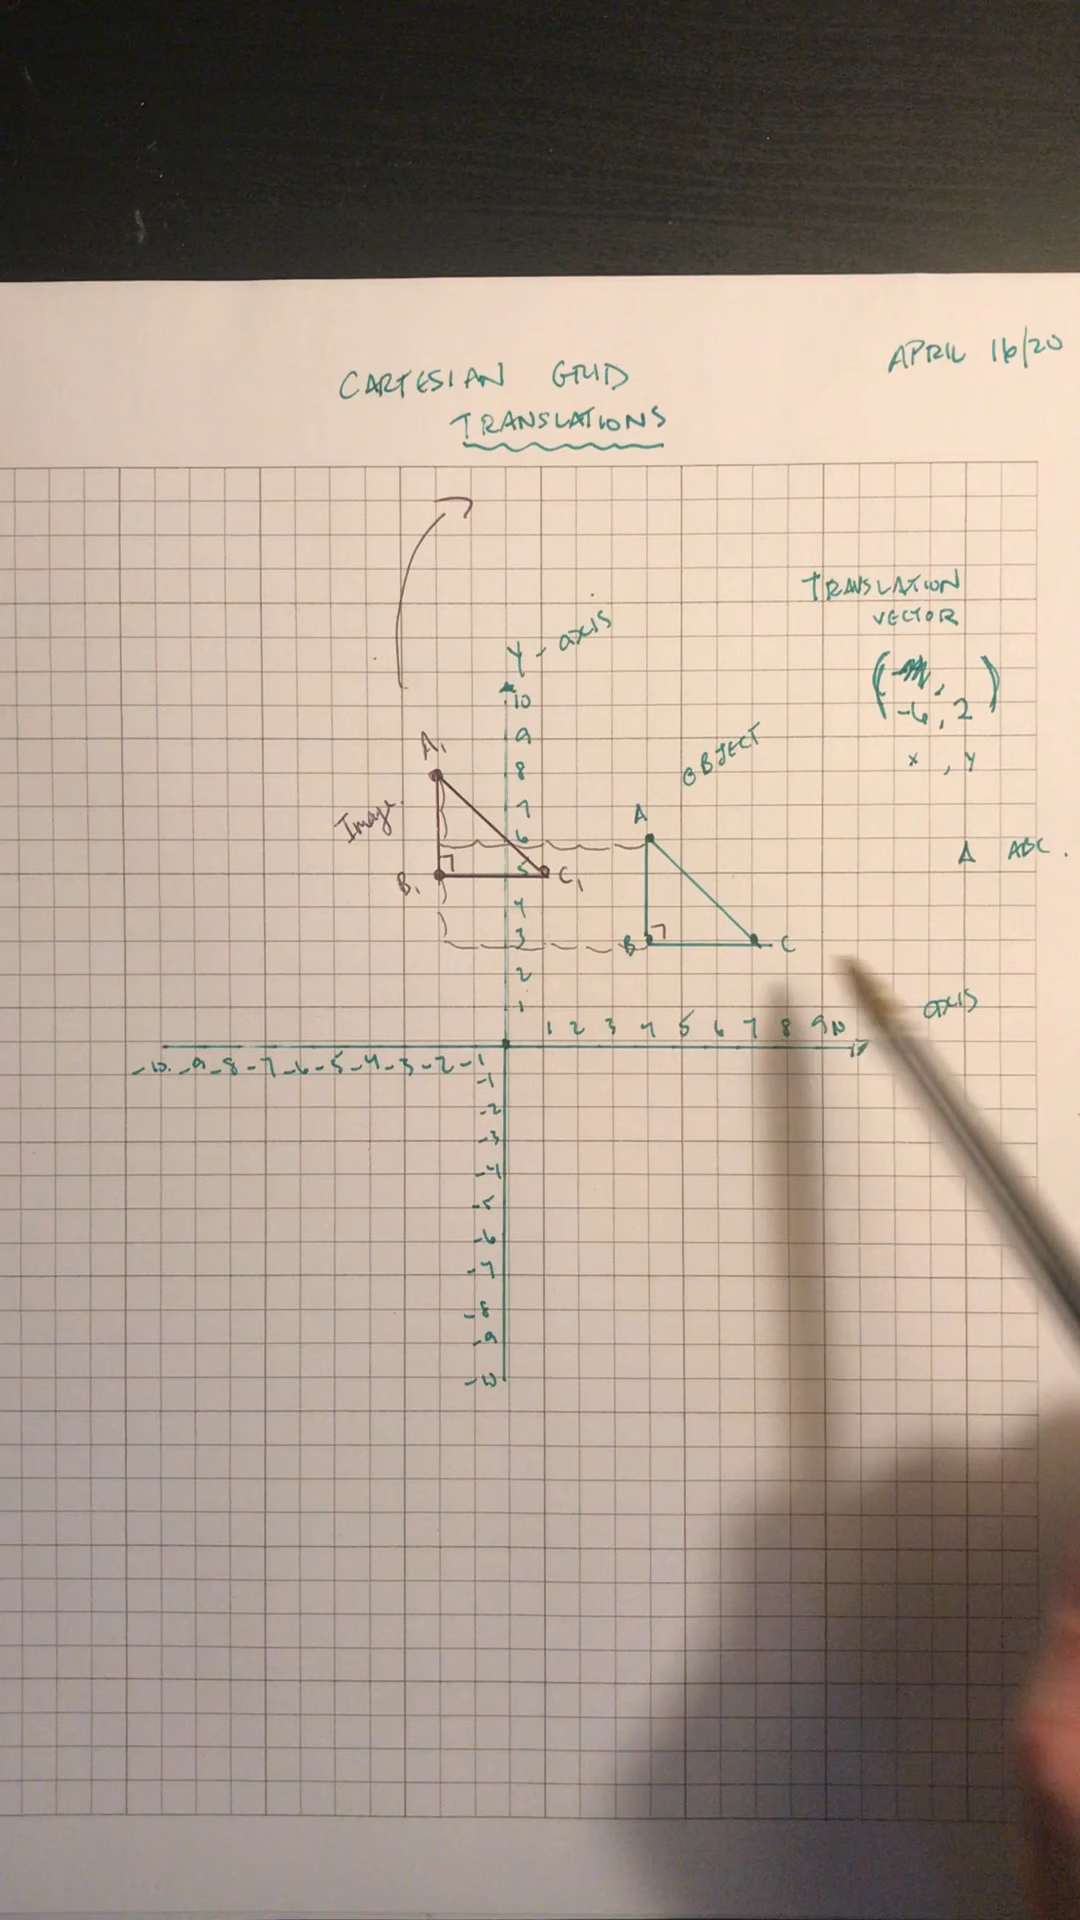 APRIL 16/20
CARTESIAN GRID
TRANSLATIONS
TRANSLATION
VECTOR
Y - axis
( , )
-6, 2
x , y
OBJECT
10
9
8
7
6
5
4
3
2
1
A1
Image.
B1
C1
A
B
C
Δ ABC.
axis
1 2 3 4 5 6 7 8 9 10
-10. -9 -8 -7 -6 -5 -4 -3 -2 -1
-1
-2
-3
-4
-5
-6
-7
-8
-9
-10